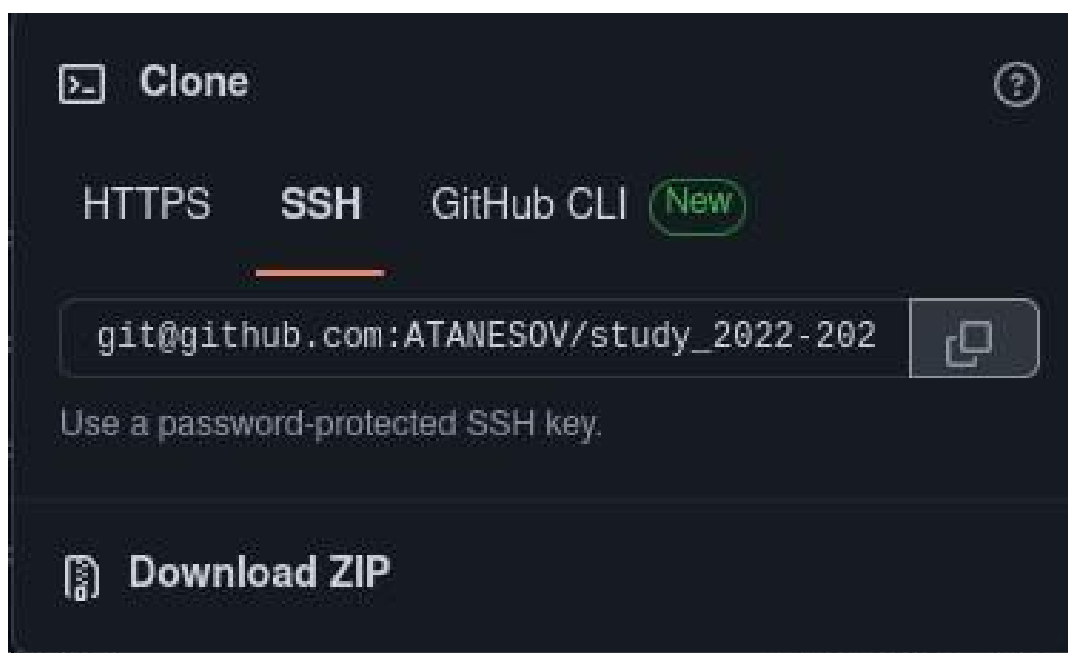 Clone
HTTPS SSH GitHub CLI New
git@github.com:ATANESOV/study_2022-202
Use a password-protected SSH key.
Download ZIP